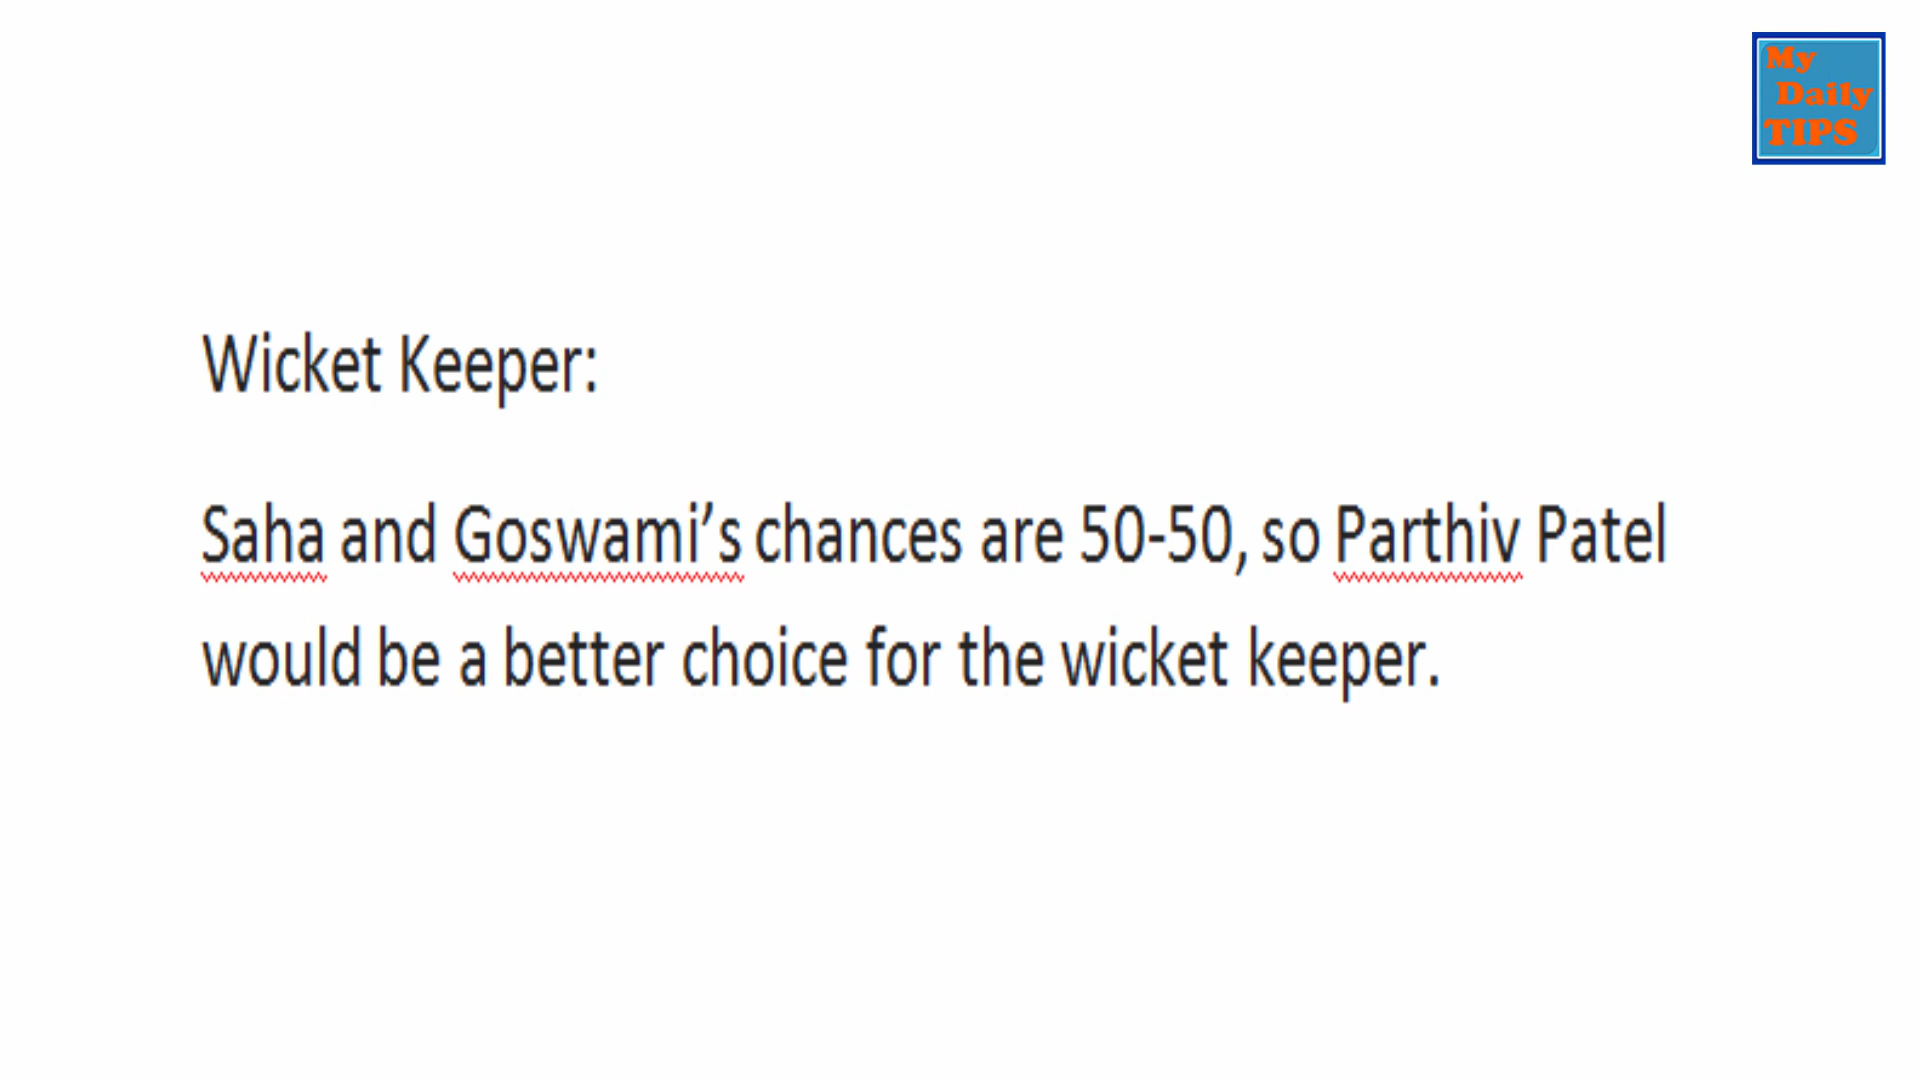 My
Daily
TIPS
Wicket Keeper:
Saha and Goswami’s chances are 50-50, so Parthiv Patel
would be a better choice for the wicket keeper.